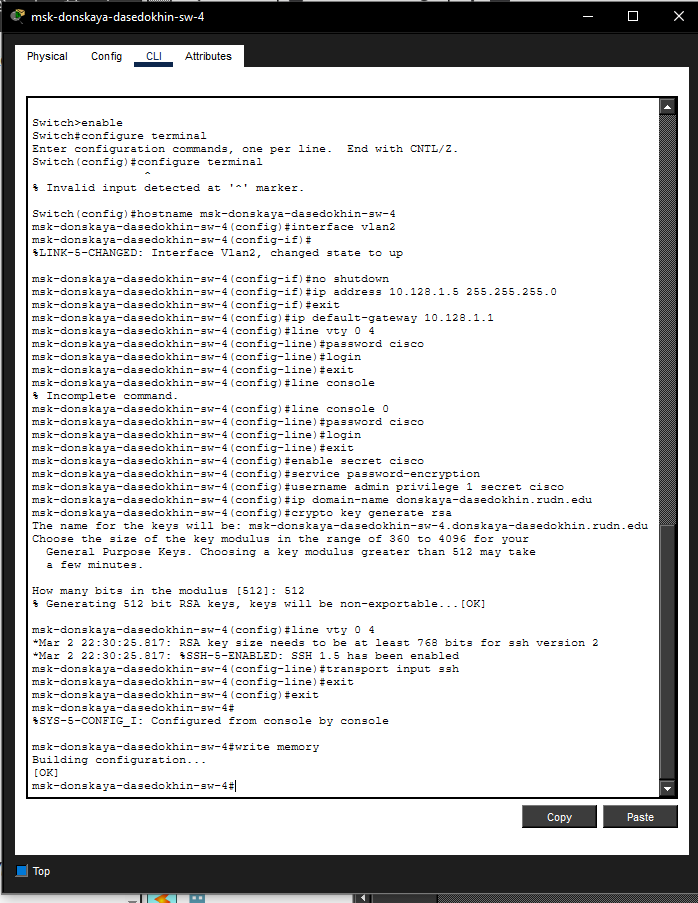 msk-donskaya-dasedokhin-sw-4
Physical Config CLI Attributes
Switch>enable
Switch#configure terminal
Enter configuration commands, one per line.  End with CNTL/Z.
Switch(config)#configure terminal
^
% Invalid input detected at '^' marker.
Switch(config)#hostname msk-donskaya-dasedokhin-sw-4
msk-donskaya-dasedokhin-sw-4(config)#interface vlan2
msk-donskaya-dasedokhin-sw-4(config-if)#
%LINK-5-CHANGED: Interface Vlan2, changed state to up
msk-donskaya-dasedokhin-sw-4(config-if)#no shutdown
msk-donskaya-dasedokhin-sw-4(config-if)#ip address 10.128.1.5 255.255.255.0
msk-donskaya-dasedokhin-sw-4(config-if)#exit
msk-donskaya-dasedokhin-sw-4(config)#ip default-gateway 10.128.1.1
msk-donskaya-dasedokhin-sw-4(config)#line vty 0 4
msk-donskaya-dasedokhin-sw-4(config-line)#password cisco
msk-donskaya-dasedokhin-sw-4(config-line)#login
msk-donskaya-dasedokhin-sw-4(config-line)#exit
msk-donskaya-dasedokhin-sw-4(config)#line console
% Incomplete command.
msk-donskaya-dasedokhin-sw-4(config)#line console 0
msk-donskaya-dasedokhin-sw-4(config-line)#password cisco
msk-donskaya-dasedokhin-sw-4(config-line)#login
msk-donskaya-dasedokhin-sw-4(config-line)#exit
msk-donskaya-dasedokhin-sw-4(config)#enable secret cisco
msk-donskaya-dasedokhin-sw-4(config)#service password-encryption
msk-donskaya-dasedokhin-sw-4(config)#username admin privilege 1 secret cisco
msk-donskaya-dasedokhin-sw-4(config)#ip domain-name donskaya-dasedokhin.rudn.edu
msk-donskaya-dasedokhin-sw-4(config)#crypto key generate rsa
The name for the keys will be: msk-donskaya-dasedokhin-sw-4.donskaya-dasedokhin.rudn.edu
Choose the size of the key modulus in the range of 360 to 4096 for your
General Purpose Keys. Choosing a key modulus greater than 512 may take
a few minutes.
How many bits in the modulus [512]: 512
% Generating 512 bit RSA keys, keys will be non-exportable...[OK]
msk-donskaya-dasedokhin-sw-4(config)#line vty 0 4
*Mar 2 22:30:25.817: RSA key size needs to be at least 768 bits for ssh version 2
*Mar 2 22:30:25.817: %SSH-5-ENABLED: SSH 1.5 has been enabled
msk-donskaya-dasedokhin-sw-4(config-line)#transport input ssh
msk-donskaya-dasedokhin-sw-4(config-line)#exit
msk-donskaya-dasedokhin-sw-4(config)#exit
msk-donskaya-dasedokhin-sw-4#
%SYS-5-CONFIG_I: Configured from console by console
msk-donskaya-dasedokhin-sw-4#write memory
Building configuration...
[OK]
msk-donskaya-dasedokhin-sw-4#
Copy Paste
Top